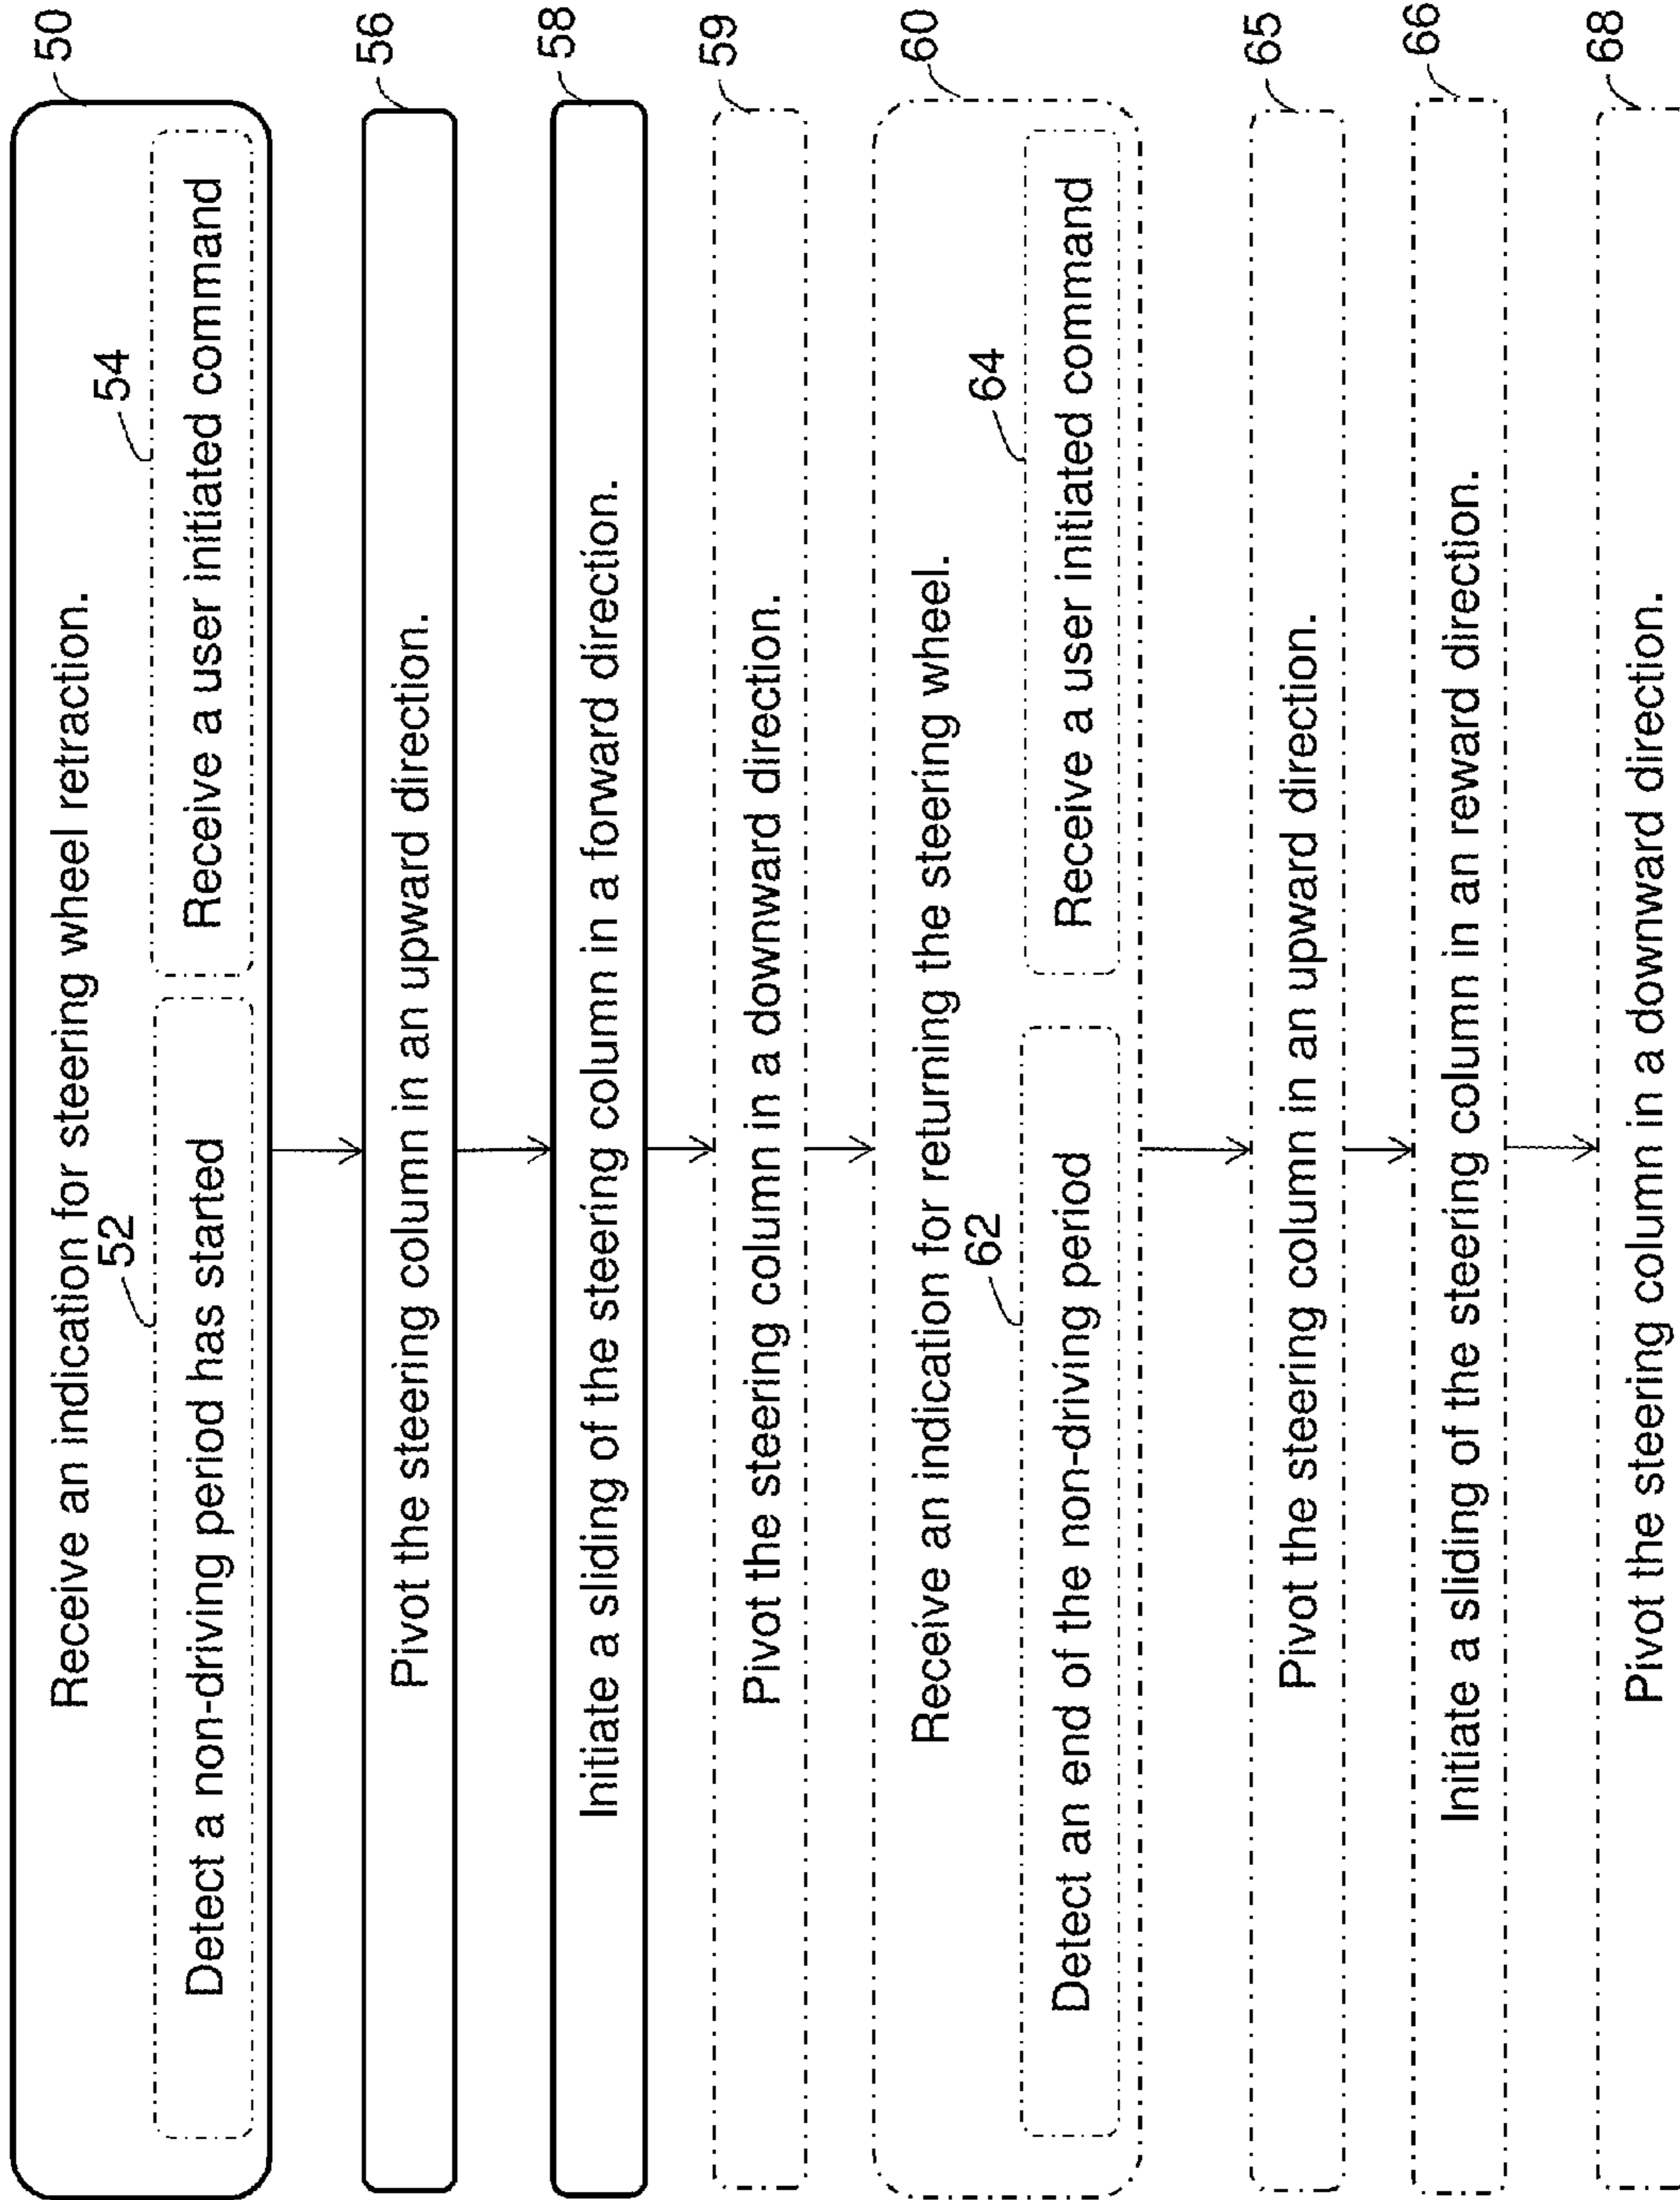 50
Receive an indication for steering wheel retraction.
52
54
Detect a non-driving period has started
Receive a user initiated command
56
Pivot the steering column in an upward direction.
58
Initiate a sliding of the steering column in a forward direction.
59
Pivot the steering column in a downward direction.
60
Receive an indication for returning the steering wheel.
62
64
Detect an end of the non-driving period
Receive a user initiated command
65
Pivot the steering column in an upward direction.
66
Initiate a sliding of the steering column in an reward direction.
68
Pivot the steering column in a downward direction.